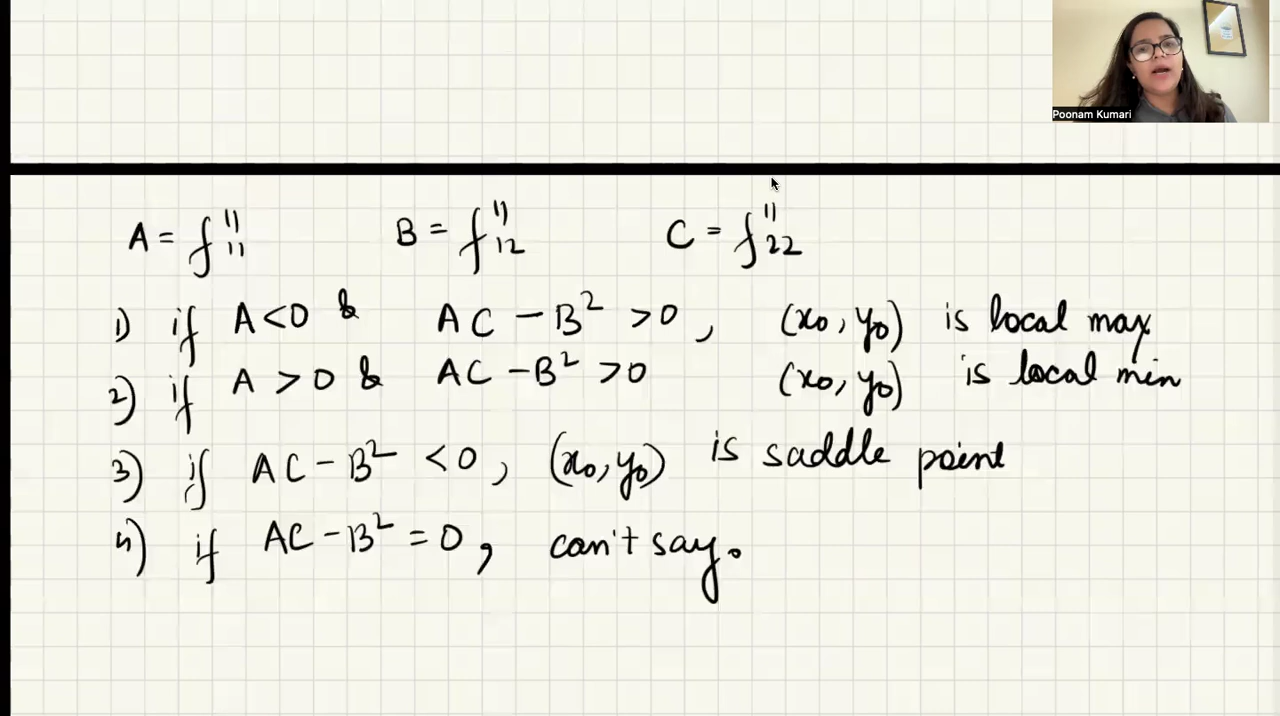 Poonam Kumari
A = f''₁₁ B = f''₁₂ C = f''₂₂
1) if A < 0 & AC - B² > 0, (x₀, y₀) is local max
2) if A > 0 & AC - B² > 0 (x₀, y₀) is local min
3) if AC - B² < 0, (x₀, y₀) is saddle point
4) if AC - B² = 0, can't say.